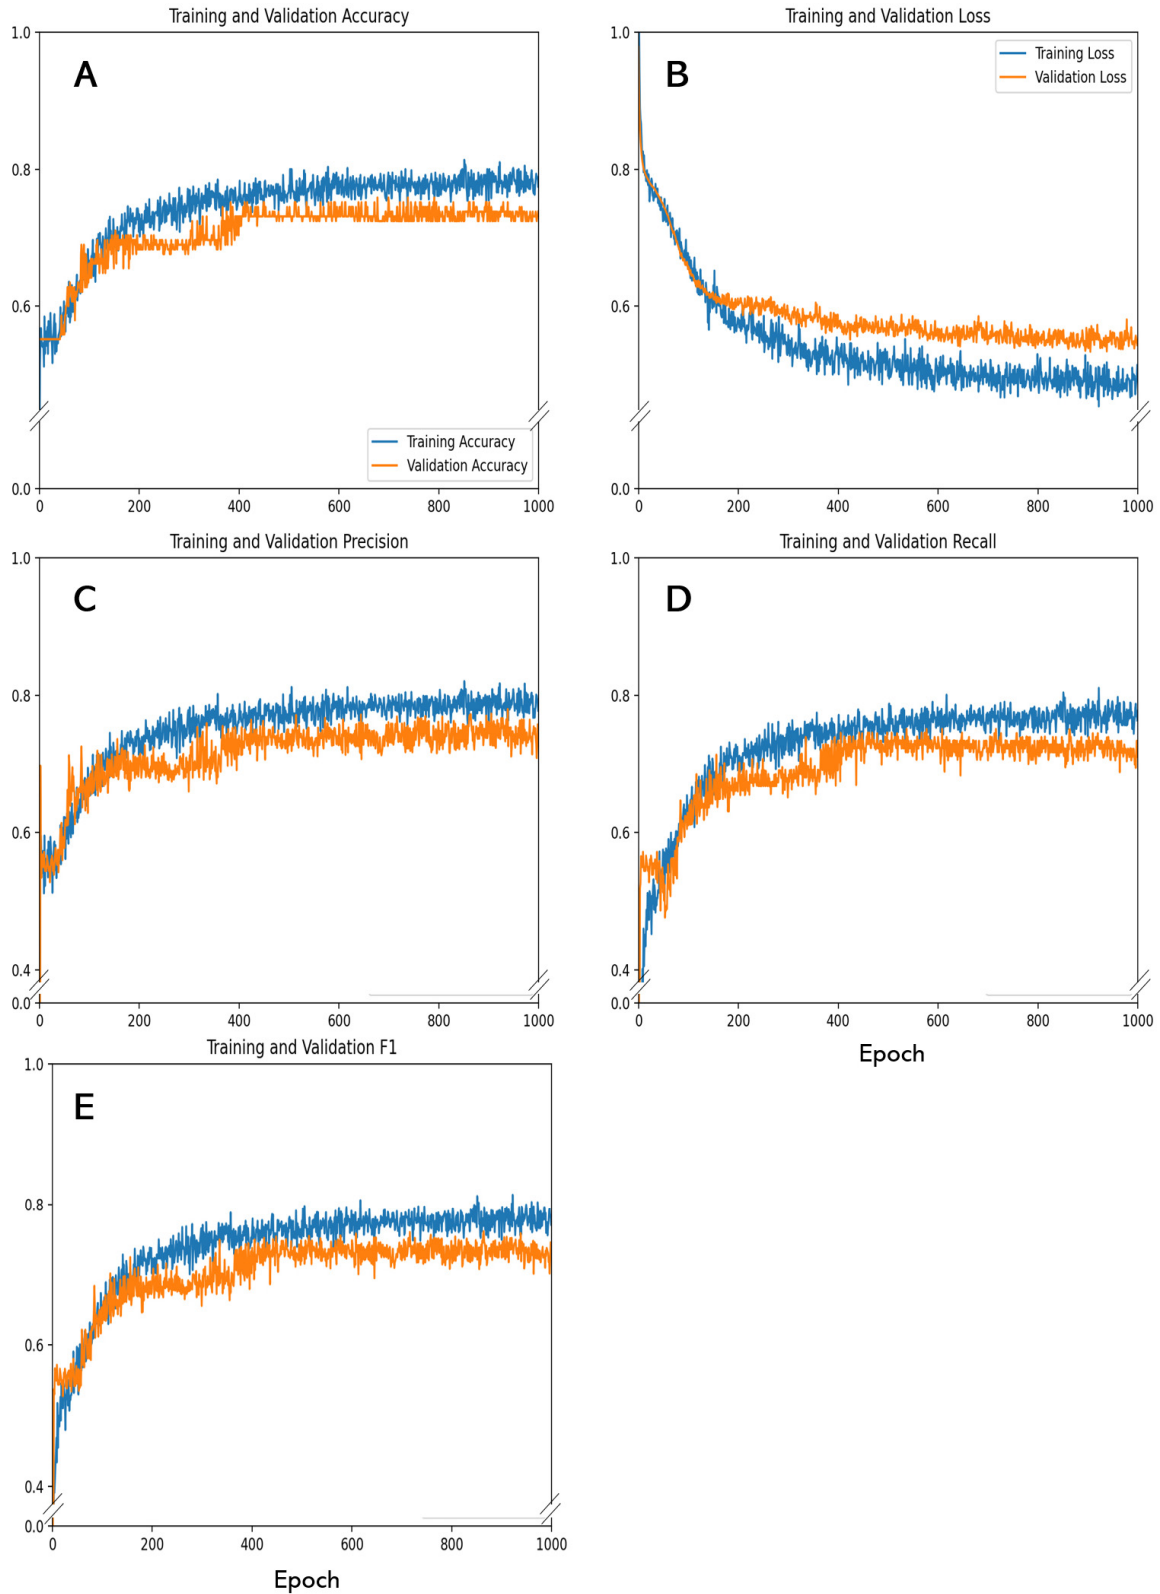 Training and Validation Accuracy
A
1.0
0.8
0.6
0.0
Training Accuracy
Validation Accuracy
0 200 400 600 800 1000
Training and Validation Loss
B
1.0
0.8
0.6
0.0
Training Loss
Validation Loss
0 200 400 600 800 1000
Training and Validation Precision
C
1.0
0.8
0.6
0.4
0.0
0 200 400 600 800 1000
Training and Validation Recall
D
1.0
0.8
0.6
0.4
0.0
0 200 400 600 800 1000
Epoch
Training and Validation F1
E
1.0
0.8
0.6
0.4
0.0
0 200 400 600 800 1000
Epoch